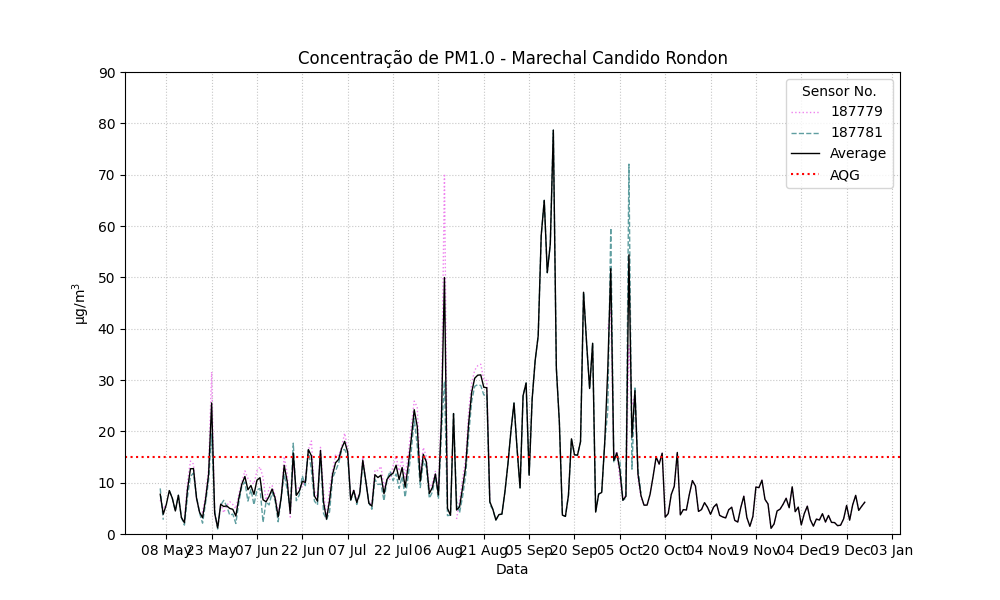 Concentração de PM1.0 - Marechal Candido Rondon
90
80
70
60
50
40
30
20
10
0
µg/m³
Sensor No.
187779
187781
Average
AQG
08 May 23 May 07 Jun 22 Jun 07 Jul 22 Jul 06 Aug 21 Aug 05 Sep 20 Sep 05 Oct 20 Oct 04 Nov 19 Nov 04 Dec 19 Dec 03 Jan
Data